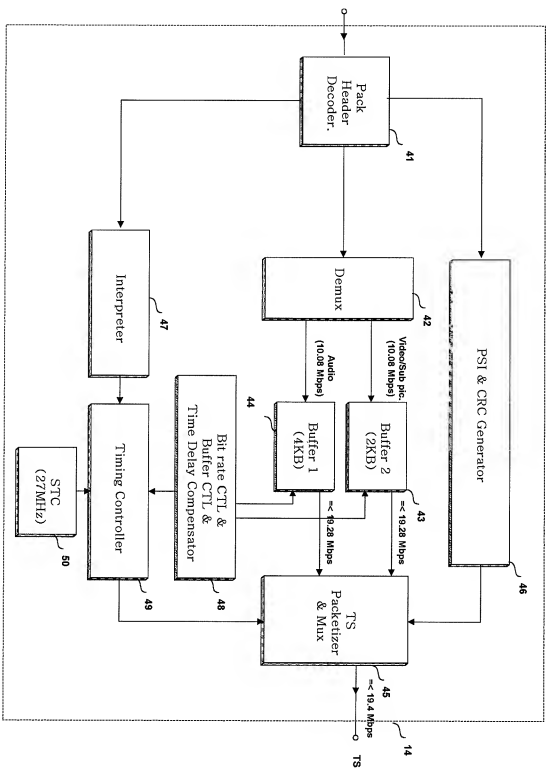 Pack
Header
Decoder.
41
PSI & CRC Generator
46
Demux
42
Video/Sub pic.
(10.08 Mbps)
Audio
(10.08 Mbps)
Buffer 2
(2KB)
43
Buffer 1
(4KB)
44
=< 19.28 Mbps
=< 19.28 Mbps
TS
Packetizer
& Mux
45
=< 19.4 Mbps
TS
14
Interpreter
47
Bit rate CTL &
Buffer CTL &
Time Delay Compensator
48
Timing Controller
49
STC
(27MHz)
50